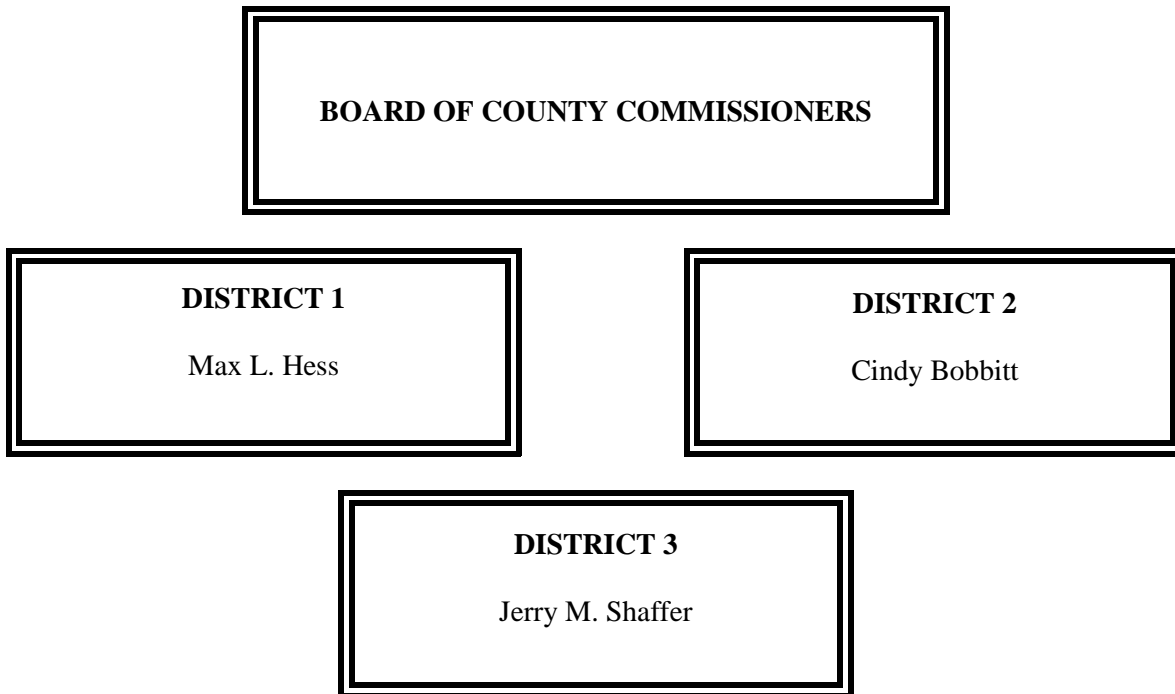 BOARD OF COUNTY COMMISSIONERS
DISTRICT 1
Max L. Hess
DISTRICT 2
Cindy Bobbitt
DISTRICT 3
Jerry M. Shaffer